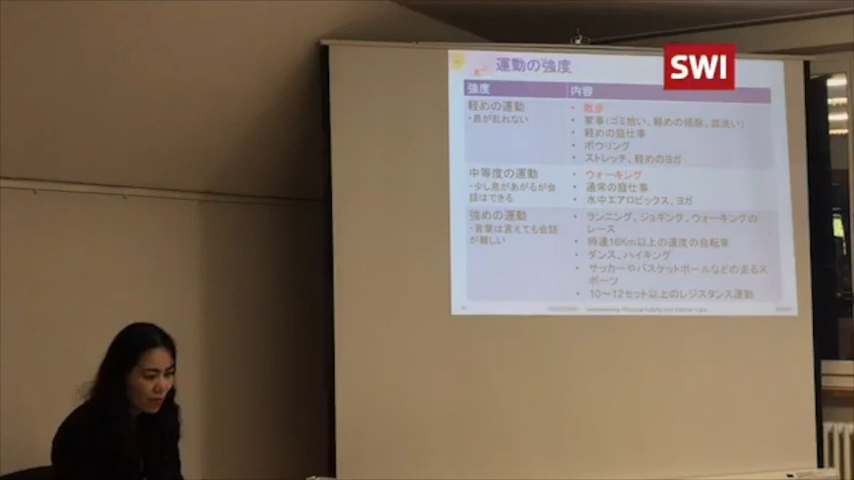 運動の強度
SWI
強度 内容
軽めの運動
・息が乱れない
• 散歩
• 家事(ゴミ拾い、軽めの掃除、皿洗い)
• 軽めの庭仕事
• ボウリング
• ストレッチ、軽めのヨガ
中等度の運動
・少し息があがるが会
話はできる
• ウォーキング
• 通常の庭仕事
• 水中エアロビックス、ヨガ
強めの運動
・言葉は言えても会話
が難しい
• ランニング、ジョギング、ウォーキングの
レース
• 時速16Km以上の速度の自転車
• ダンス、ハイキング
• サッカーやバスケットボールなどの走るス
ポーツ
• 10〜12セット以上のレジスタンス運動